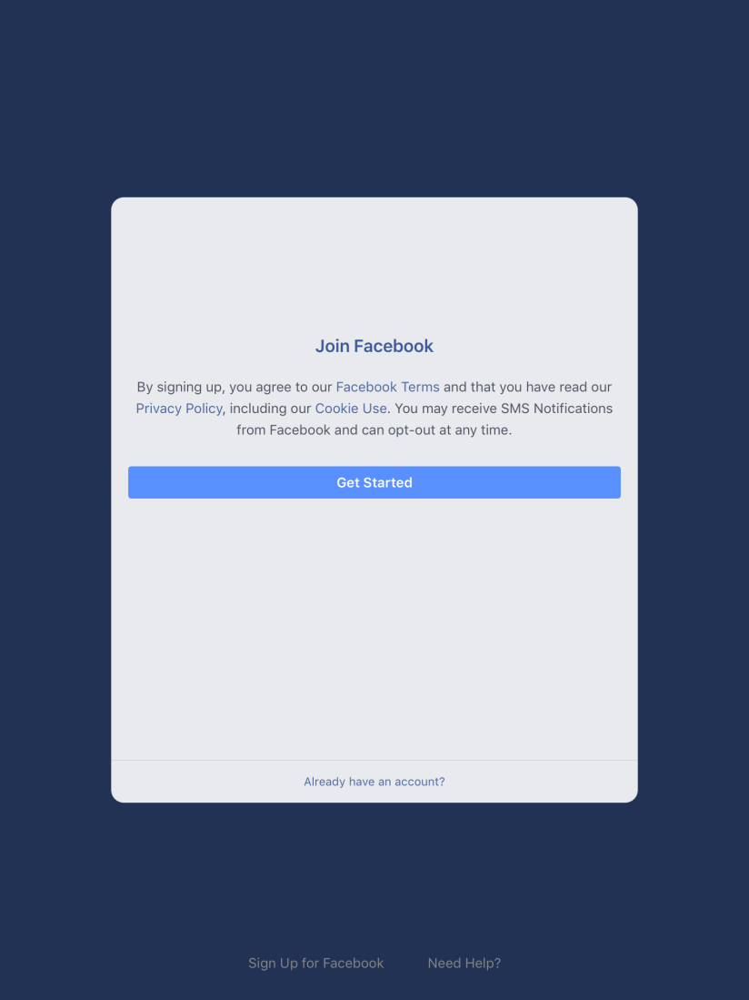 Join Facebook
By signing up, you agree to our Facebook Terms and that you have read our
Privacy Policy, including our Cookie Use. You may receive SMS Notifications
from Facebook and can opt-out at any time.
Get Started
Already have an account?
Sign Up for Facebook
Need Help?